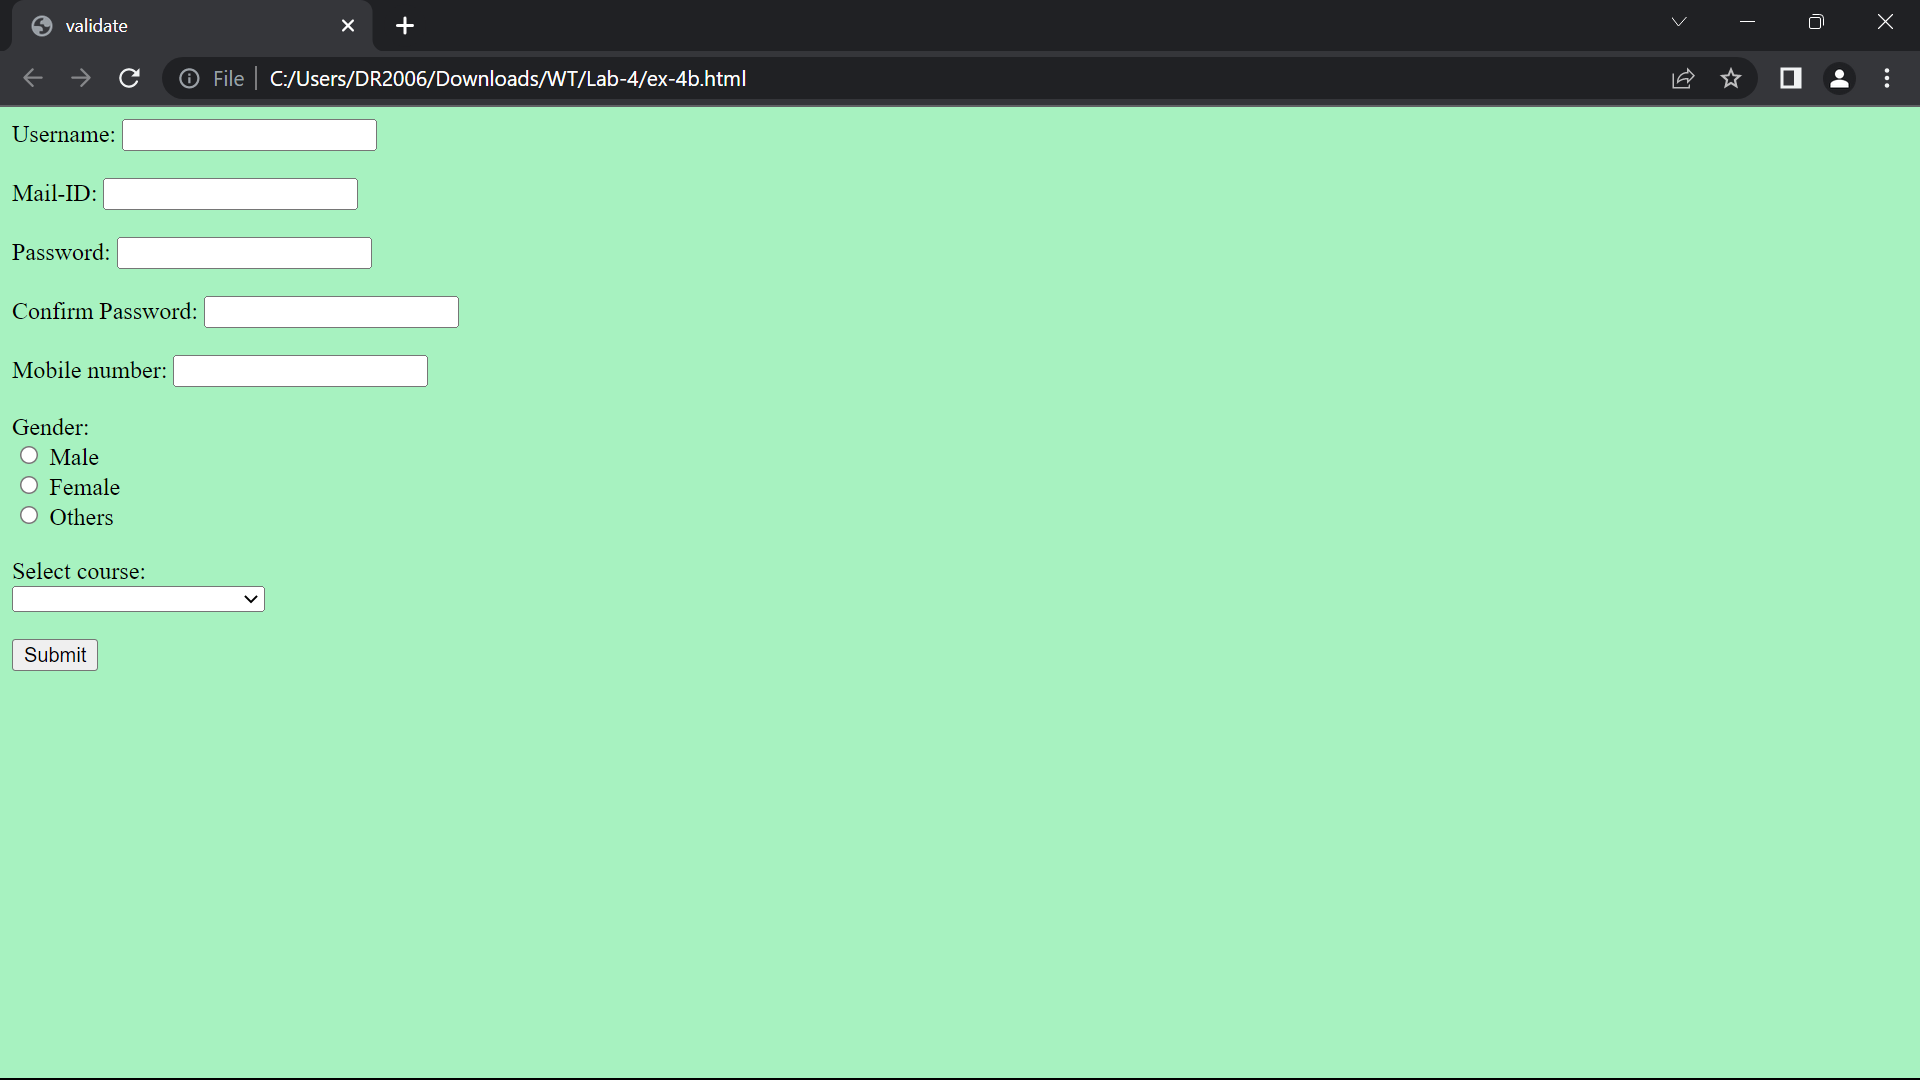 validate
File C:/Users/DR2006/Downloads/WT/Lab-4/ex-4b.html
Username:
Mail-ID:
Password:
Confirm Password:
Mobile number:
Gender:
Male
Female
Others
Select course:
Submit